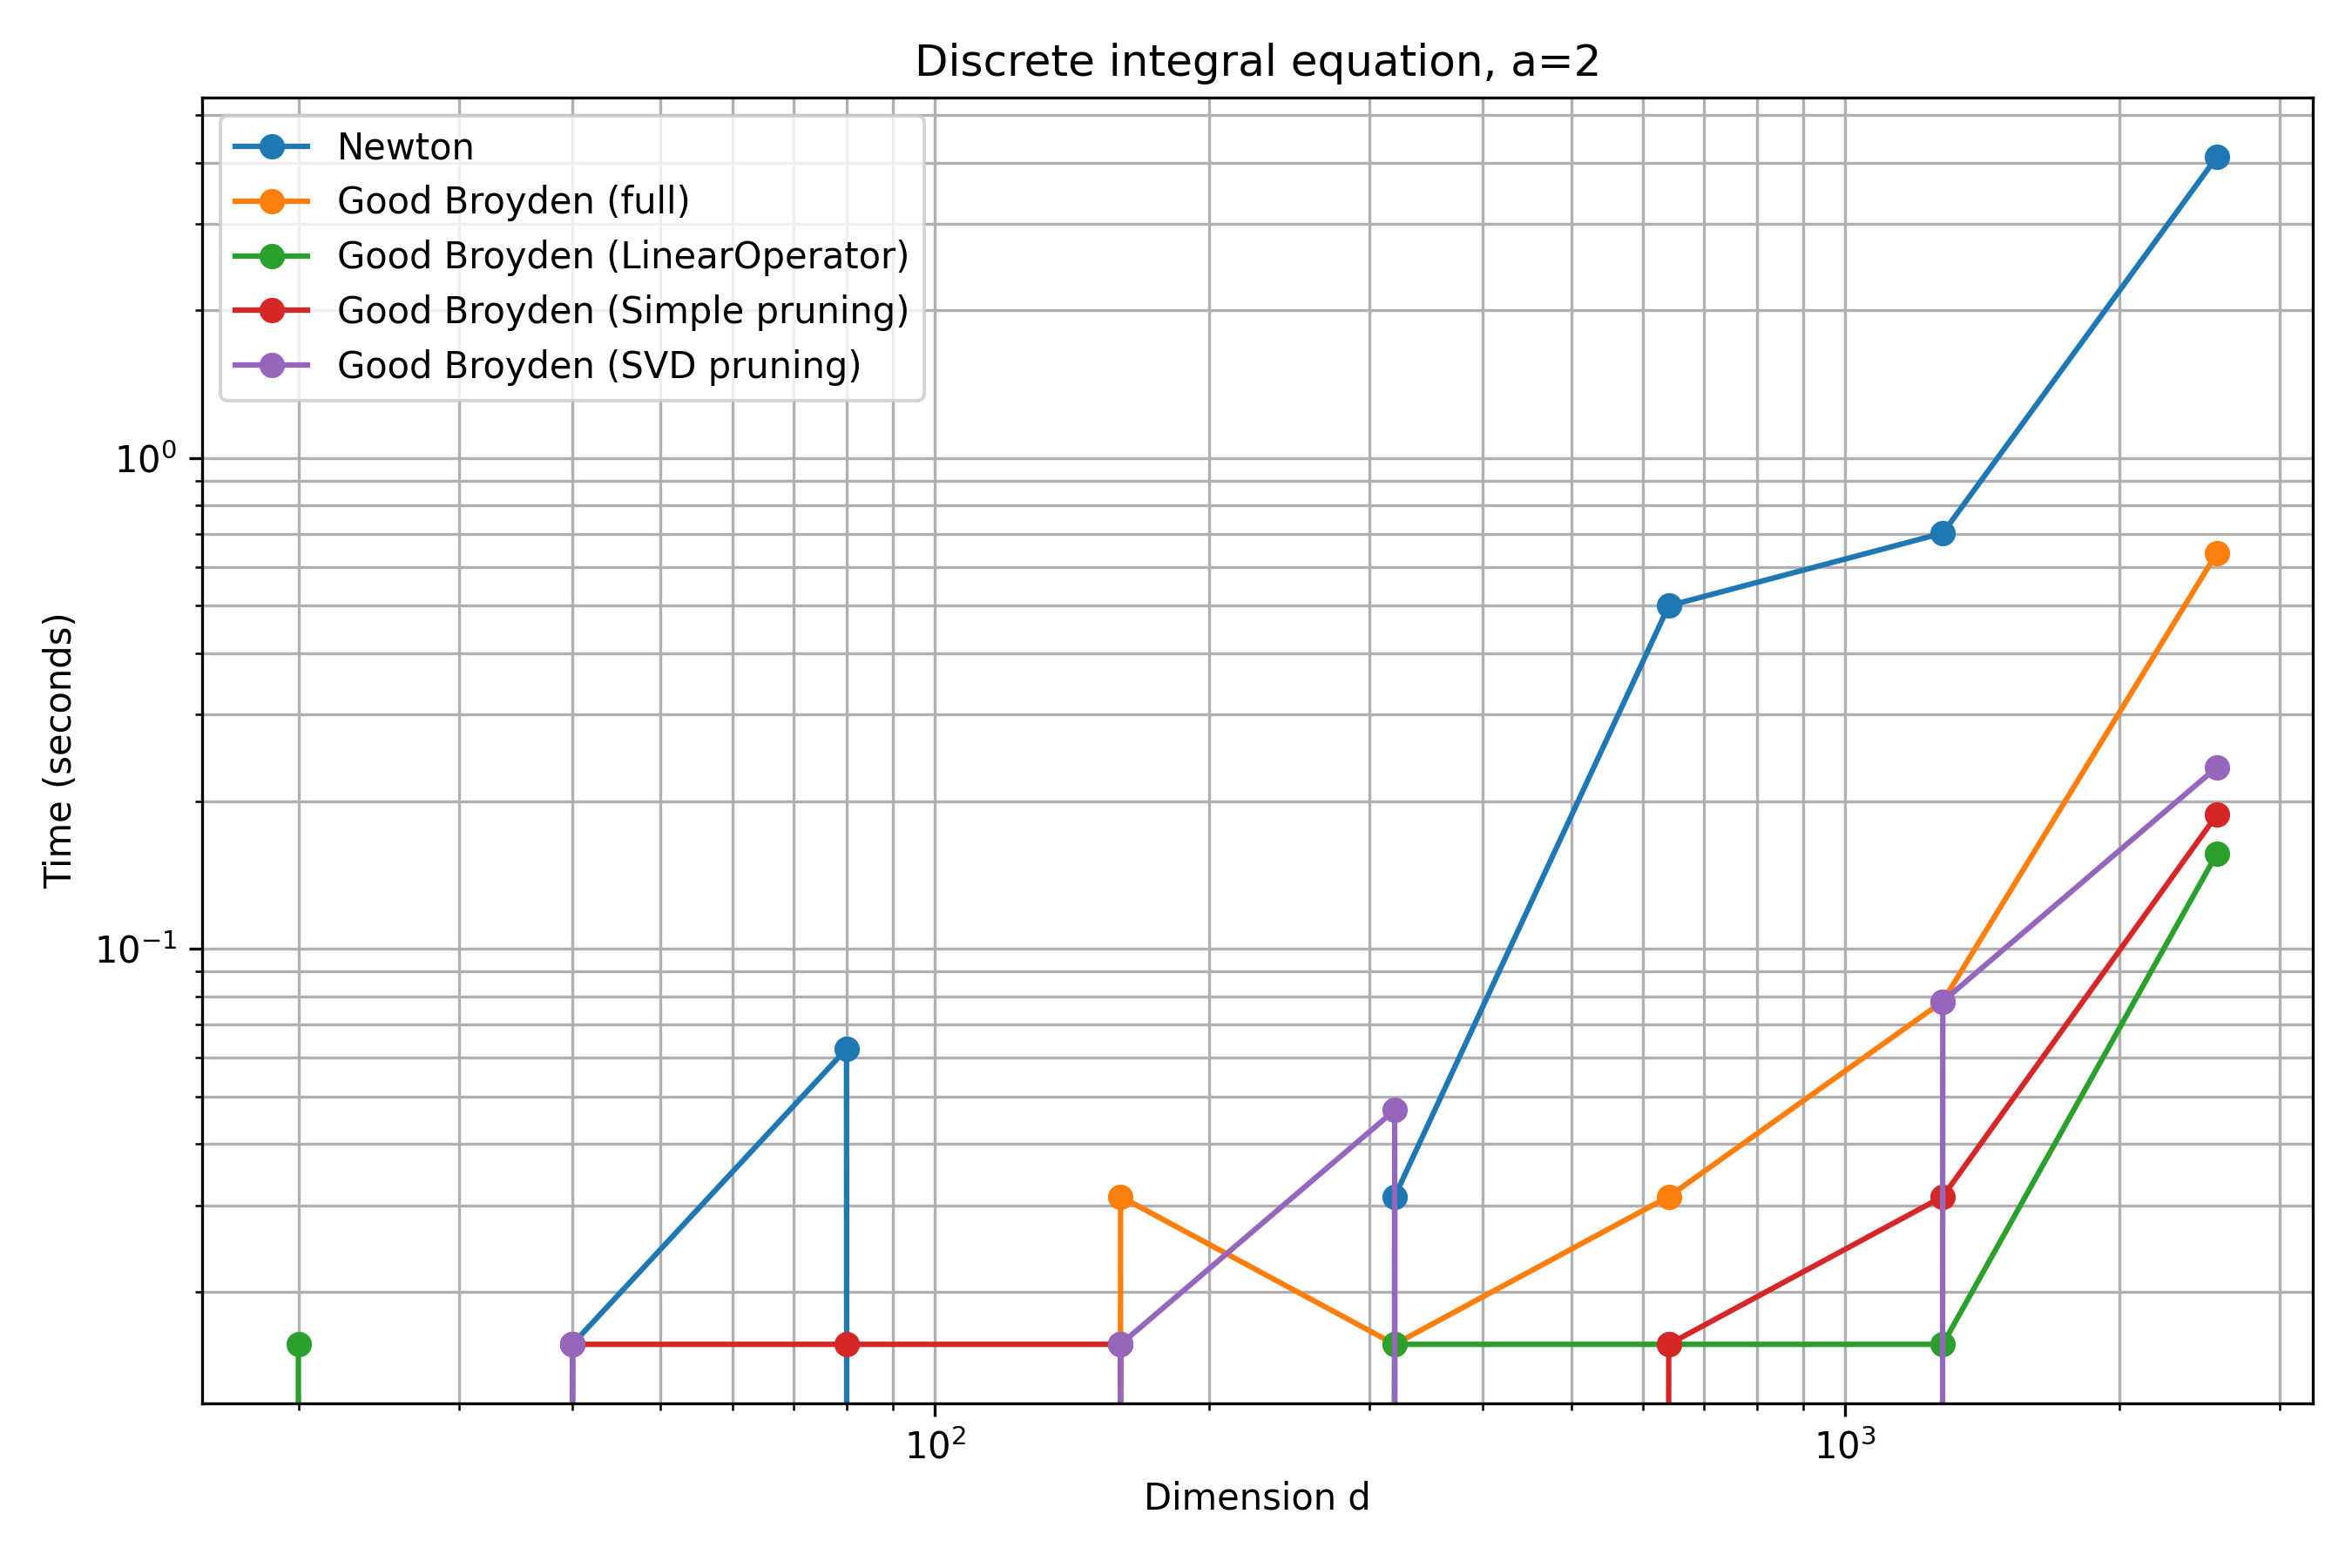 Discrete integral equation, a=2
Newton
Good Broyden (full)
Good Broyden (LinearOperator)
Good Broyden (Simple pruning)
Good Broyden (SVD pruning)
10⁰
10⁻¹
Time (seconds)
10² 10³
Dimension d